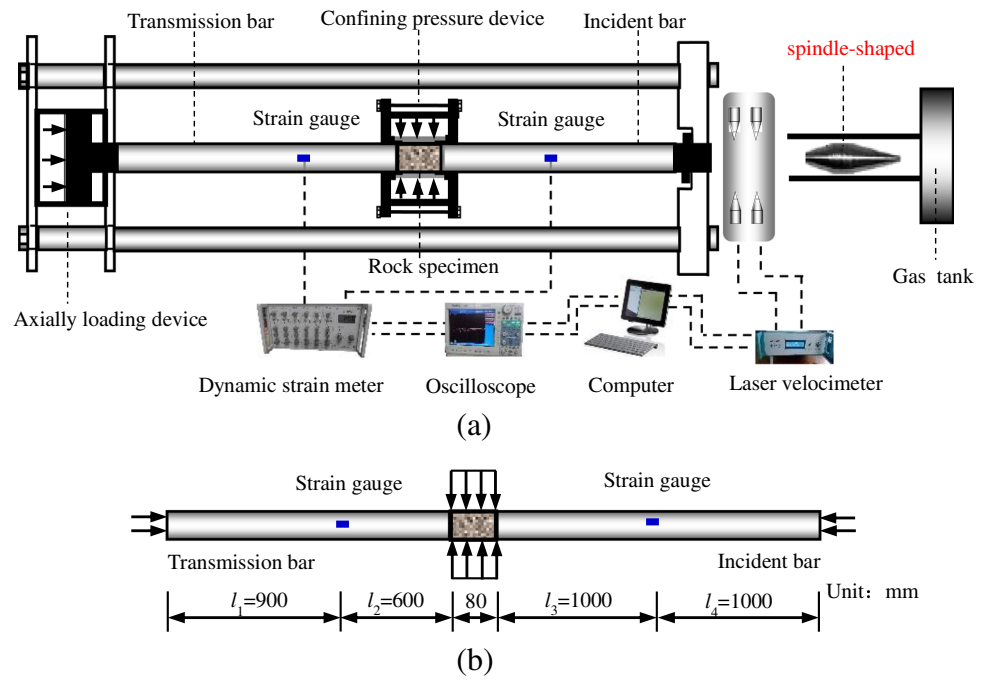 Confining pressure device
Transmission bar
Incident bar
spindle-shaped
Strain gauge
Strain gauge
Rock specimen
Gas tank
Axially loading device
Dynamic strain meter
Oscilloscope
Computer
Laser velocimeter
(a)
Strain gauge
Strain gauge
Transmission bar
Incident bar
Unit：mm
l1=900
l2=600
80
l3=1000
l4=1000
(b)